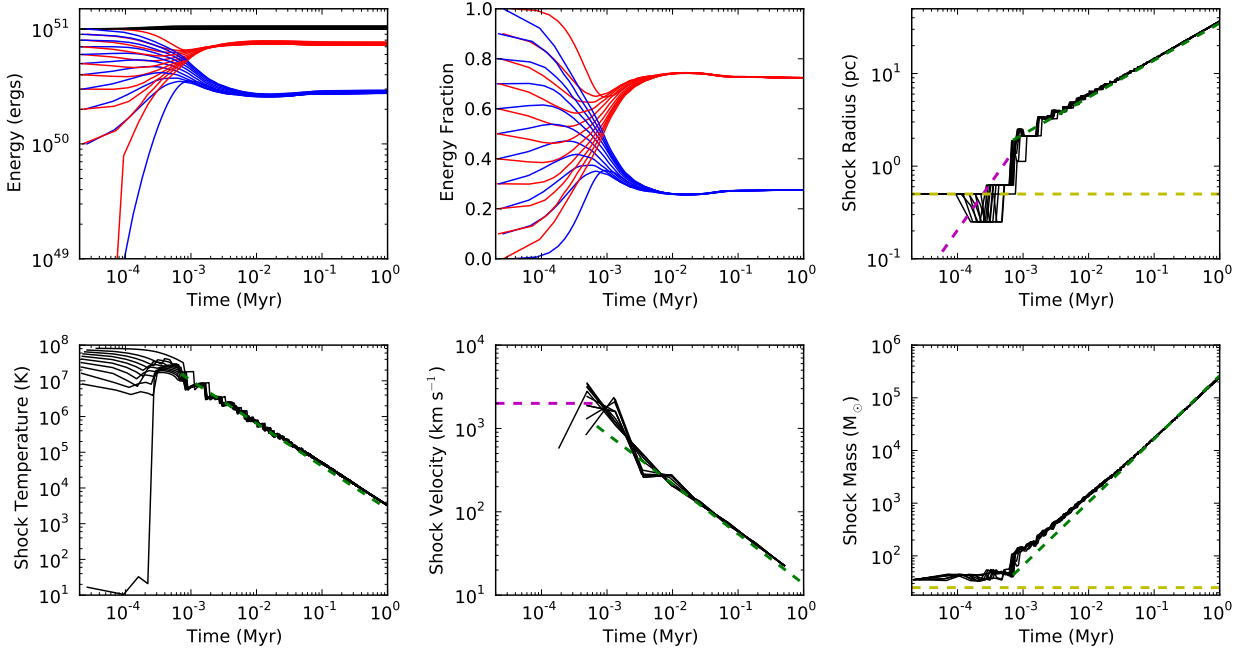 10^51
10^50
10^49
Energy (ergs)
10^-4 10^-3 10^-2 10^-1 10^0
Time (Myr)
1.0
0.8
0.6
0.4
0.2
0.0
Energy Fraction
10^-4 10^-3 10^-2 10^-1 10^0
Time (Myr)
10^1
10^0
10^-1
Shock Radius (pc)
10^-4 10^-3 10^-2 10^-1 10^0
Time (Myr)
10^8
10^7
10^6
10^5
10^4
10^3
10^2
10^1
Shock Temperature (K)
10^-4 10^-3 10^-2 10^-1 10^0
Time (Myr)
10^4
10^3
10^2
10^1
Shock Velocity (km s^-1)
10^-4 10^-3 10^-2 10^-1 10^0
Time (Myr)
10^6
10^5
10^4
10^3
10^2
Shock Mass (M_⊙)
10^-4 10^-3 10^-2 10^-1 10^0
Time (Myr)